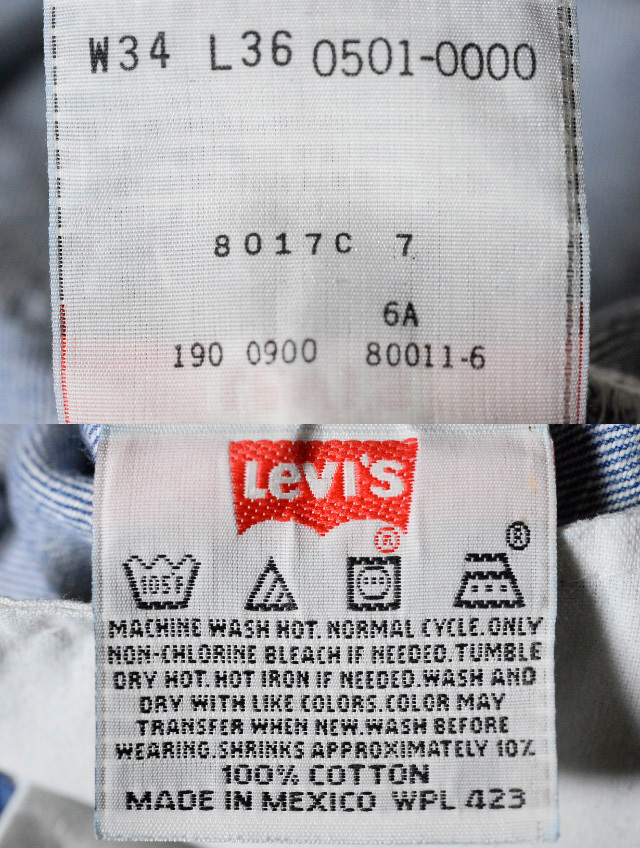 W34 L36 0501-0000
8017C 7
6A
190 0900 80011-6
Levi's
®
®
105°F
MACHINE WASH HOT. NORMAL CYCLE. ONLY
NON-CHLORINE BLEACH IF NEEDED. TUMBLE
DRY HOT. HOT IRON IF NEEDED. WASH AND
DRY WITH LIKE COLORS. COLOR MAY
TRANSFER WHEN NEW. WASH BEFORE
WEARING. SHRINKS APPROXIMATELY 10%
100% COTTON
MADE IN MEXICO WPL 423